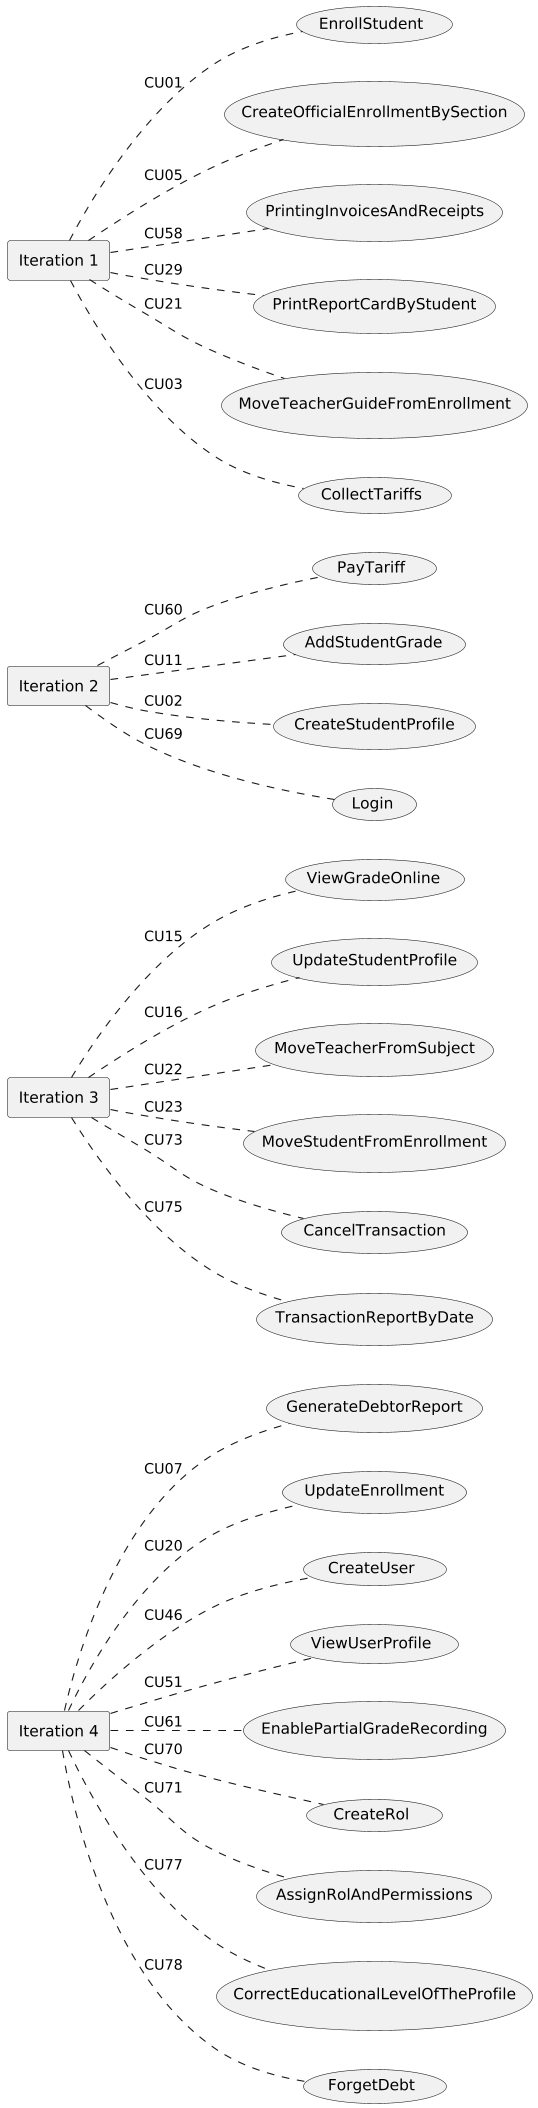 EnrollStudent
CU01
CreateOfficialEnrollmentBySection
CU05
PrintingInvoicesAndReceipts
CU58
Iteration 1
CU29
PrintReportCardByStudent
CU21
MoveTeacherGuideFromEnrollment
CU03
CollectTariffs
PayTariff
CU60
AddStudentGrade
CU11
Iteration 2
CU02
CreateStudentProfile
CU69
Login
ViewGradeOnline
CU15
UpdateStudentProfile
CU16
MoveTeacherFromSubject
CU22
Iteration 3
CU23
MoveStudentFromEnrollment
CU73
CancelTransaction
CU75
TransactionReportByDate
GenerateDebtorReport
CU07
UpdateEnrollment
CU20
CreateUser
CU46
ViewUserProfile
CU51
Iteration 4
CU61
EnablePartialGradeRecording
CU70
CreateRol
CU71
AssignRolAndPermissions
CU77
CorrectEducationalLevelOfTheProfile
CU78
ForgetDebt